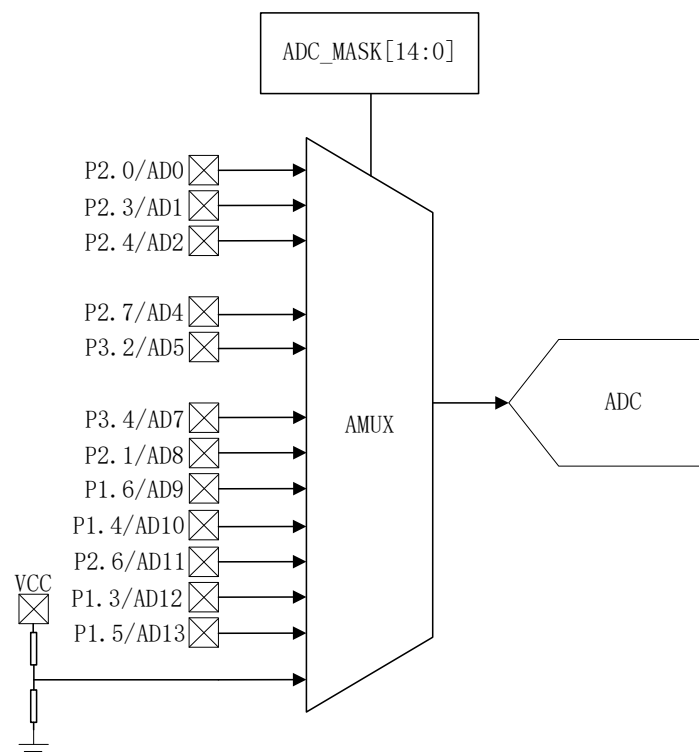 ADC_MASK[14:0]
P2.0/AD0
P2.3/AD1
P2.4/AD2
P2.7/AD4
P3.2/AD5
P3.4/AD7
P2.1/AD8
P1.6/AD9
P1.4/AD10
P2.6/AD11
P1.3/AD12
P1.5/AD13
VCC
AMUX
ADC